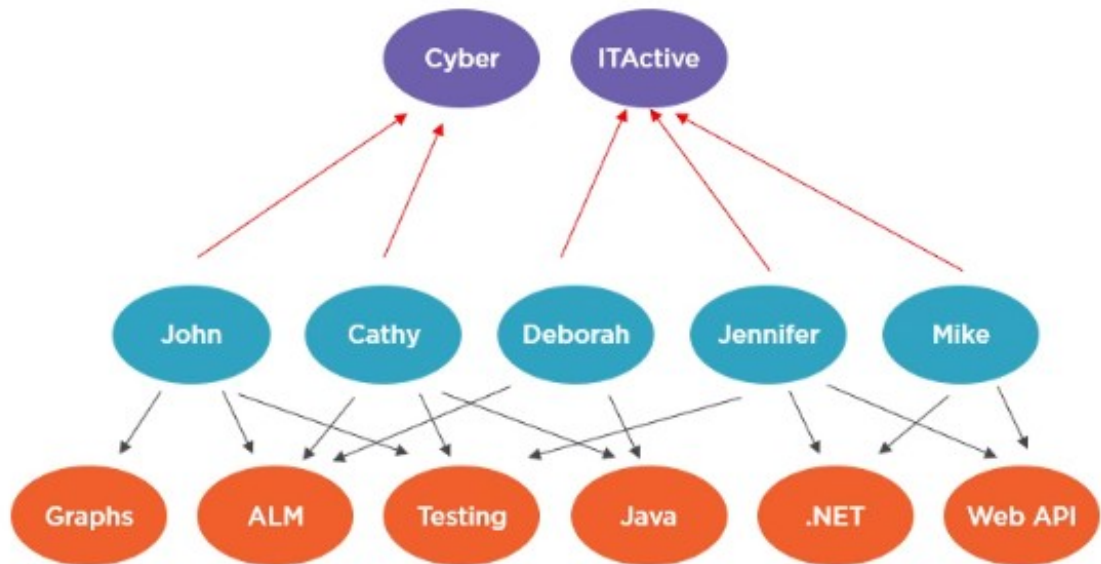 Cyber
ITActive
John
Cathy
Deborah
Jennifer
Mike
Graphs
ALM
Testing
Java
.NET
Web API